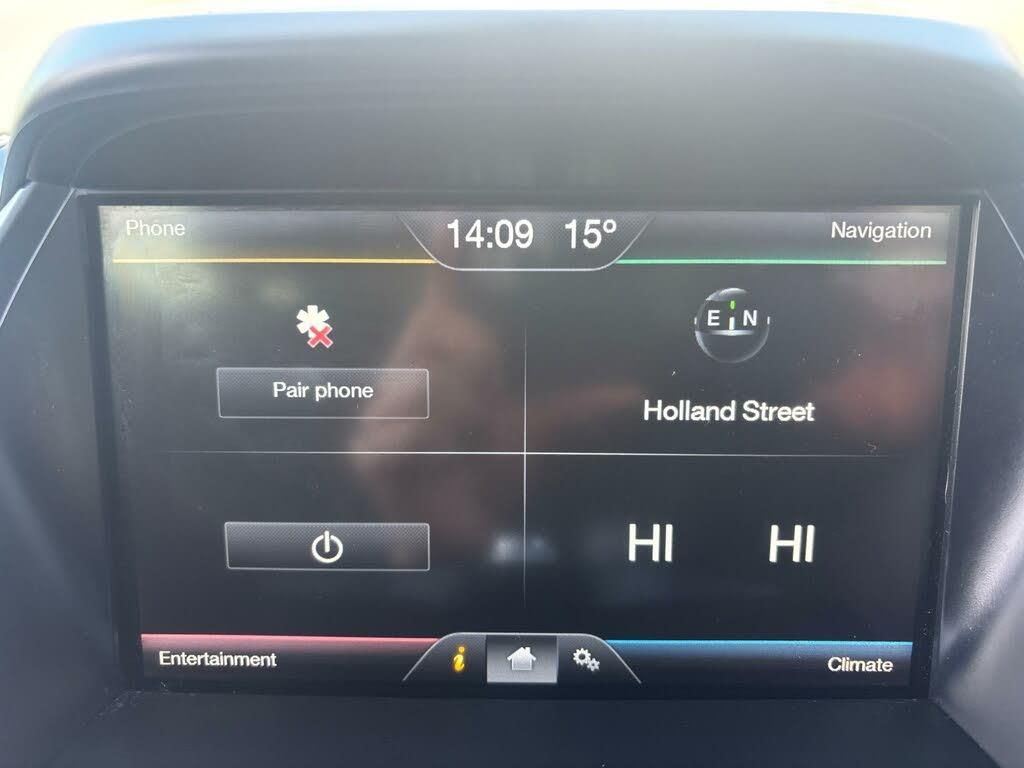 Phone
14:09 15°
Navigation
E N
Pair phone
Holland Street
HI HI
Entertainment
i
Climate